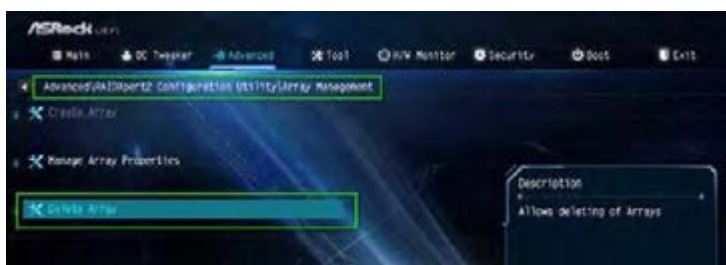 ASRock UEFI
Main OC Tweaker Advanced Tool H/W Monitor Security Boot Exit
Advanced\RAIDXpert2 Configuration Utility\Array Management
Create Array
Manage Array Properties
Delete Array
Description
Allows deleting of Arrays